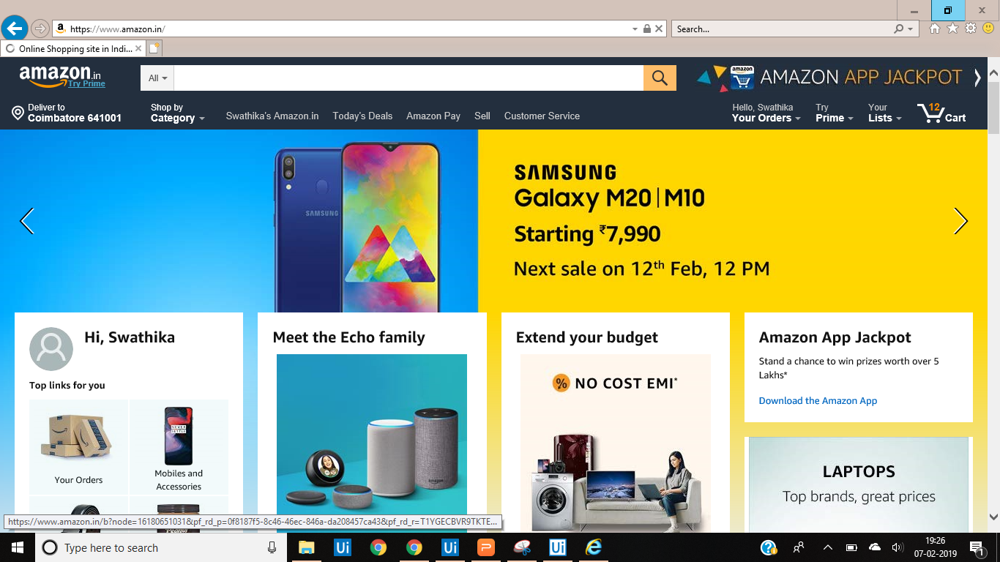 https://www.amazon.in/
Search...
Online Shopping site in Indi...
amazon.in
Try Prime
All
amazon
AMAZON APP JACKPOT
Deliver to
Coimbatore 641001
Shop by
Category
Swathika's Amazon.in
Today's Deals
Amazon Pay
Sell
Customer Service
Hello, Swathika
Your Orders
Try
Prime
Your
Lists
12
Cart
SAMSUNG
SAMSUNG
Galaxy M20 | M10
Starting ₹7,990
Next sale on 12th Feb, 12 PM
Hi, Swathika
Top links for you
Your Orders
NEVER
SETTLE
Mobiles and
Accessories
Meet the Echo family
amazon
Extend your budget
% NO COST EMI*
Amazon App Jackpot
Stand a chance to win prizes worth over 5
Lakhs*
Download the Amazon App
LAPTOPS
Top brands, great prices
https://www.amazon.in/b?node=16180651031&pf_rd_p=0f8187f5-8c46-46ec-846a-da208457ca43&pf_rd_r=T1YGECBVR9TKTE...
Type here to search
Ui
Ui
P
Ui
19:26
07-02-2019
1